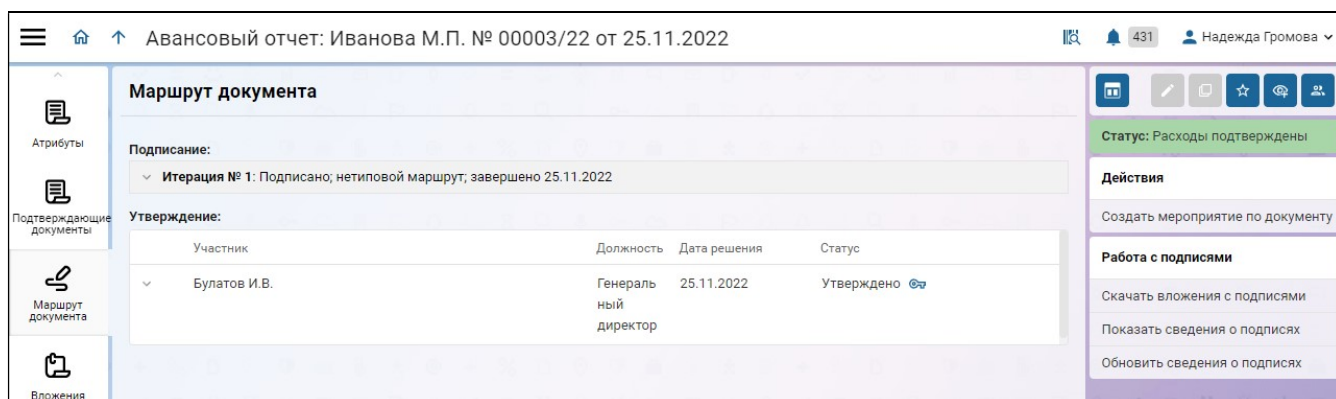 Авансовый отчет: Иванова М.П. № 00003/22 от 25.11.2022
431
Надежда Громова
Атрибуты
Подтверждающие
документы
Маршрут
документа
Вложения
Маршрут документа
Подписание:
Итерация № 1: Подписано; нетиповой маршрут; завершено 25.11.2022
Утверждение:
Участник Должность Дата решения Статус
Булатов И.В. Генераль 25.11.2022 Утверждено
ный
директор
Статус: Расходы подтверждены
Действия
Создать мероприятие по документу
Работа с подписями
Скачать вложения с подписями
Показать сведения о подписях
Обновить сведения о подписях